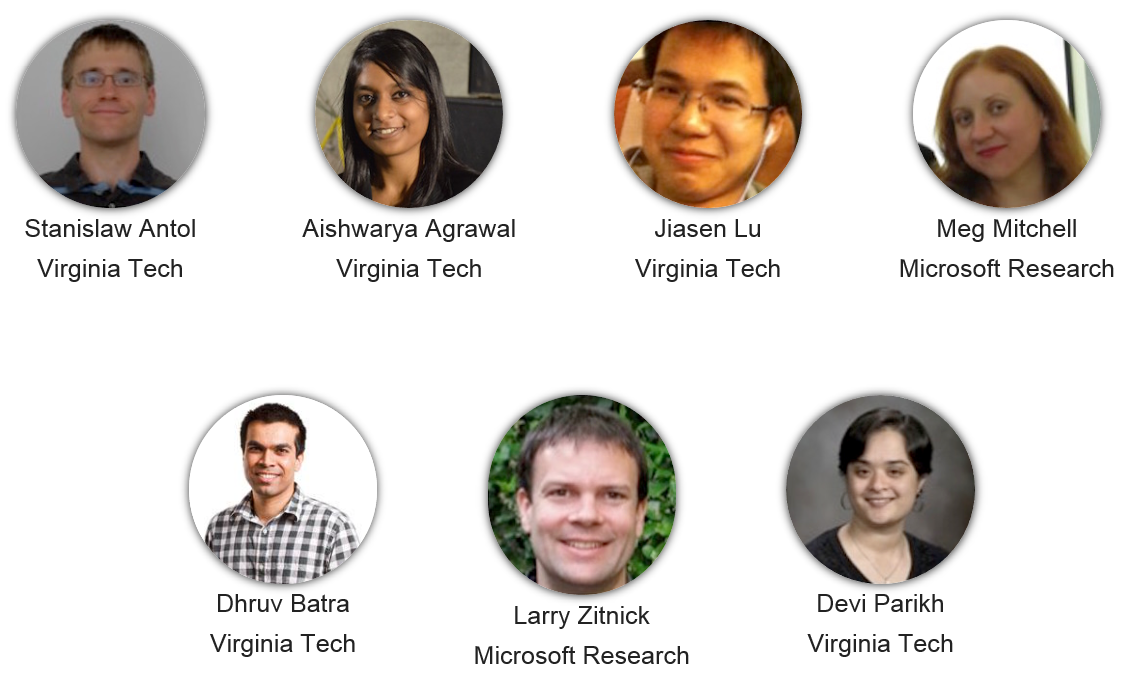 Stanislaw Antol
Virginia Tech
Aishwarya Agrawal
Virginia Tech
Jiasen Lu
Virginia Tech
Meg Mitchell
Microsoft Research
Dhruv Batra
Virginia Tech
Larry Zitnick
Microsoft Research
Devi Parikh
Virginia Tech